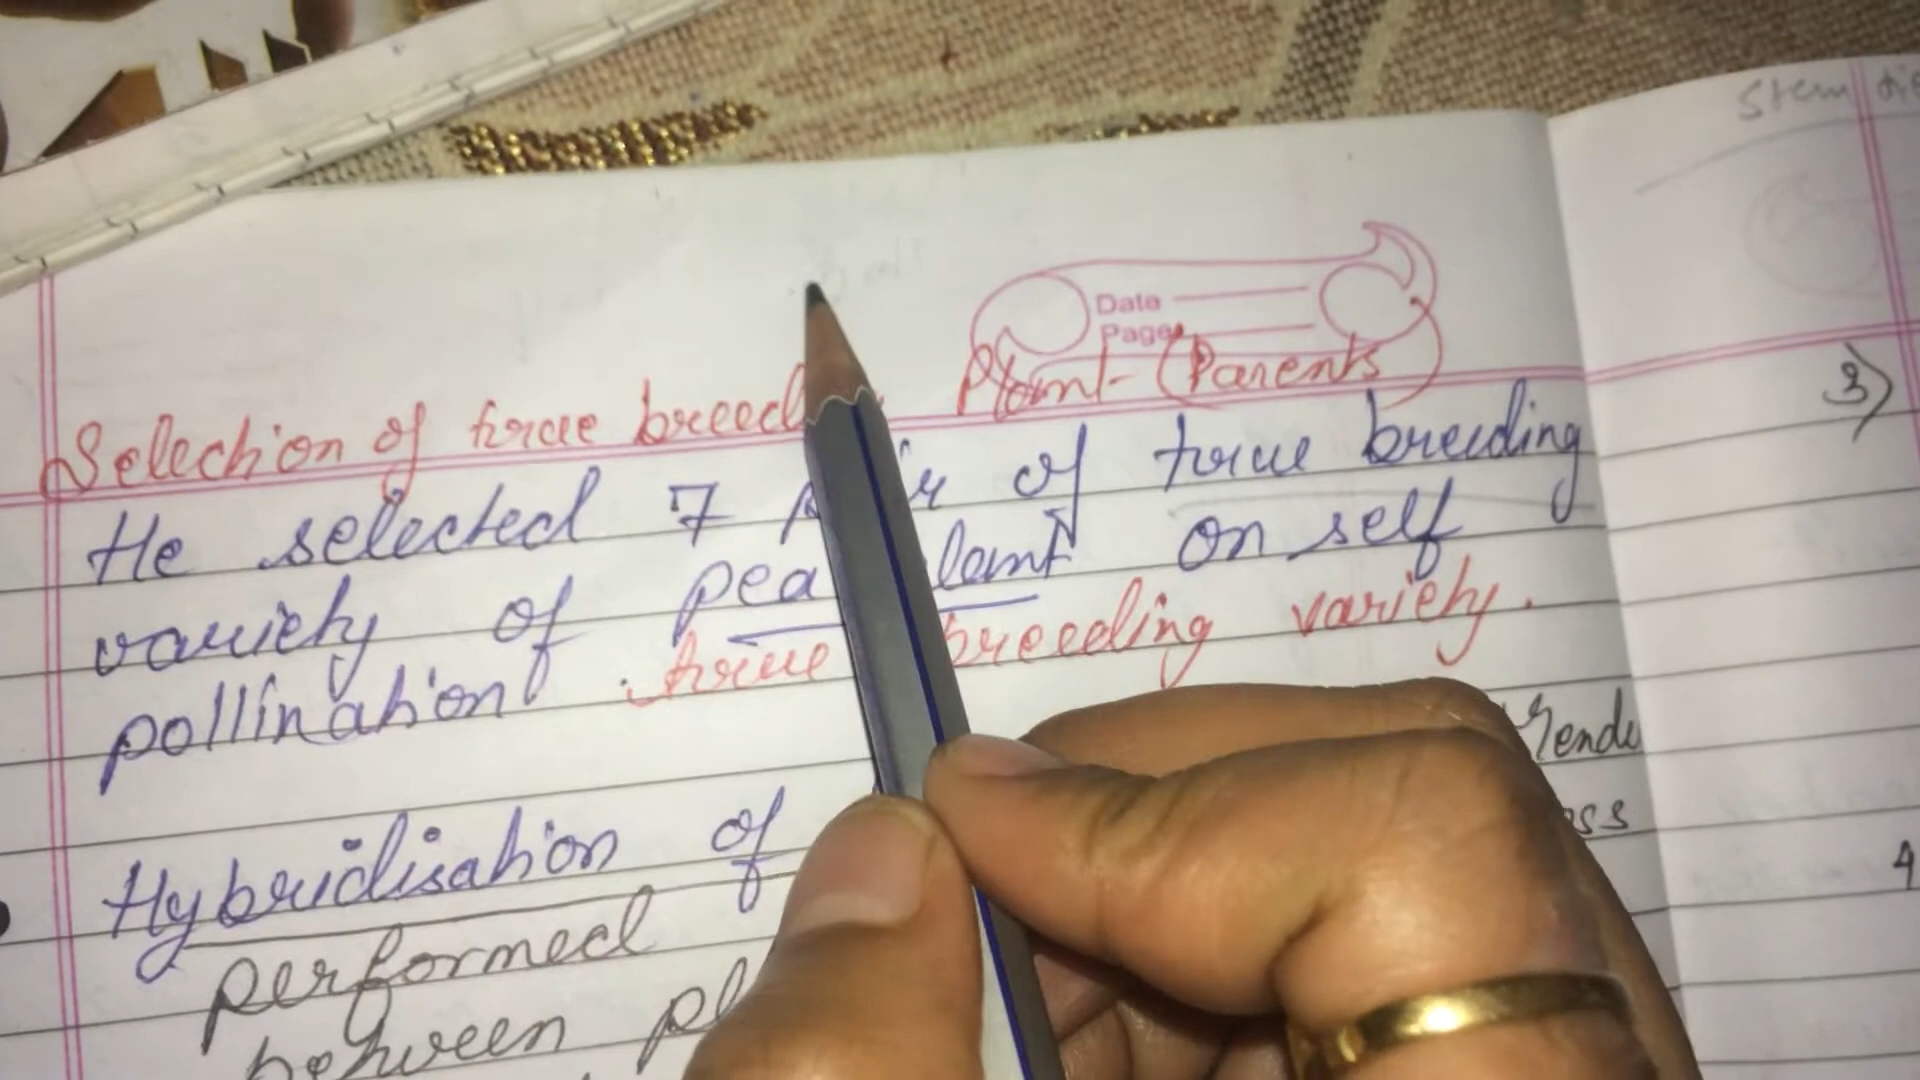 Stem
Date
Page
Selection of true Plant (Parents
3)
He selected 7 of true breeding
variety of pea on self
pollination . true breeding variety.
Hybridisation of
4
performed
between